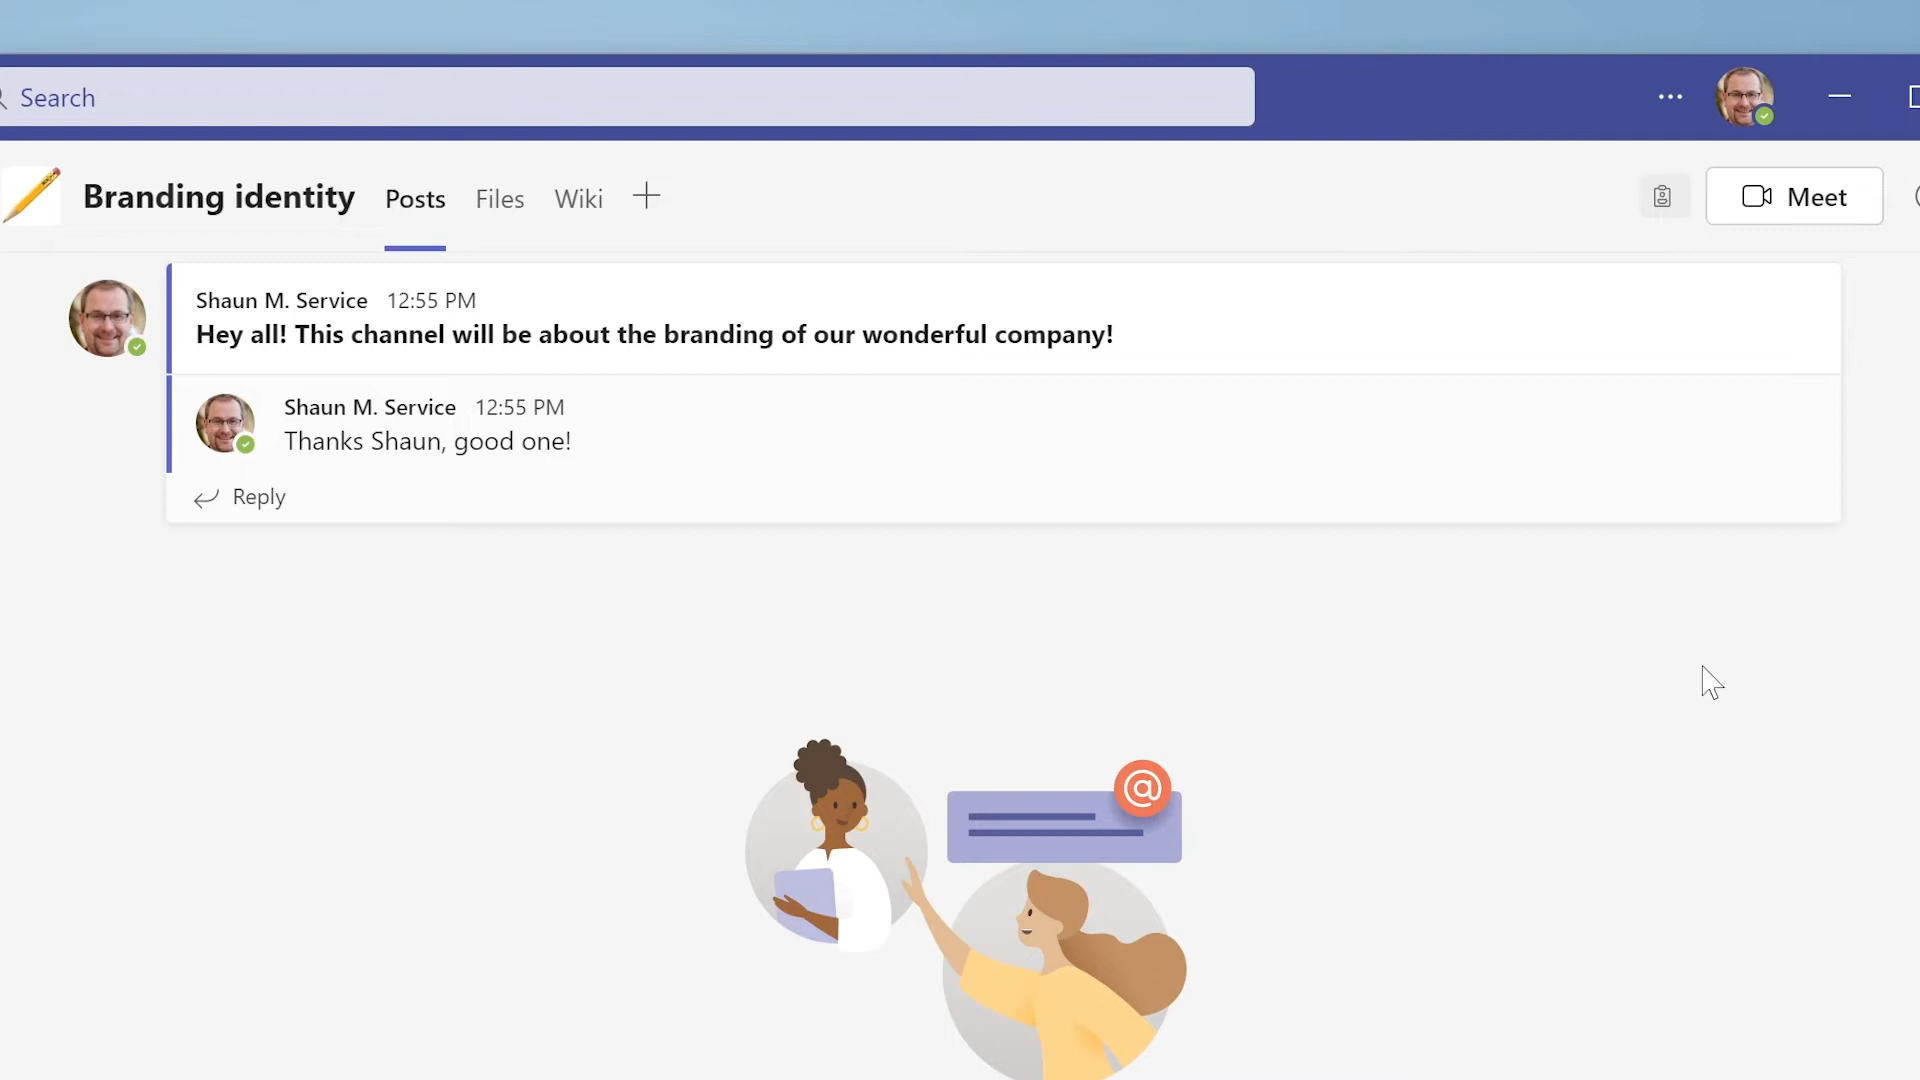 Search
Branding identity Posts Files Wiki
Meet
Shaun M. Service 12:55 PM
Hey all! This channel will be about the branding of our wonderful company!
Shaun M. Service 12:55 PM
Thanks Shaun, good one!
Reply
@